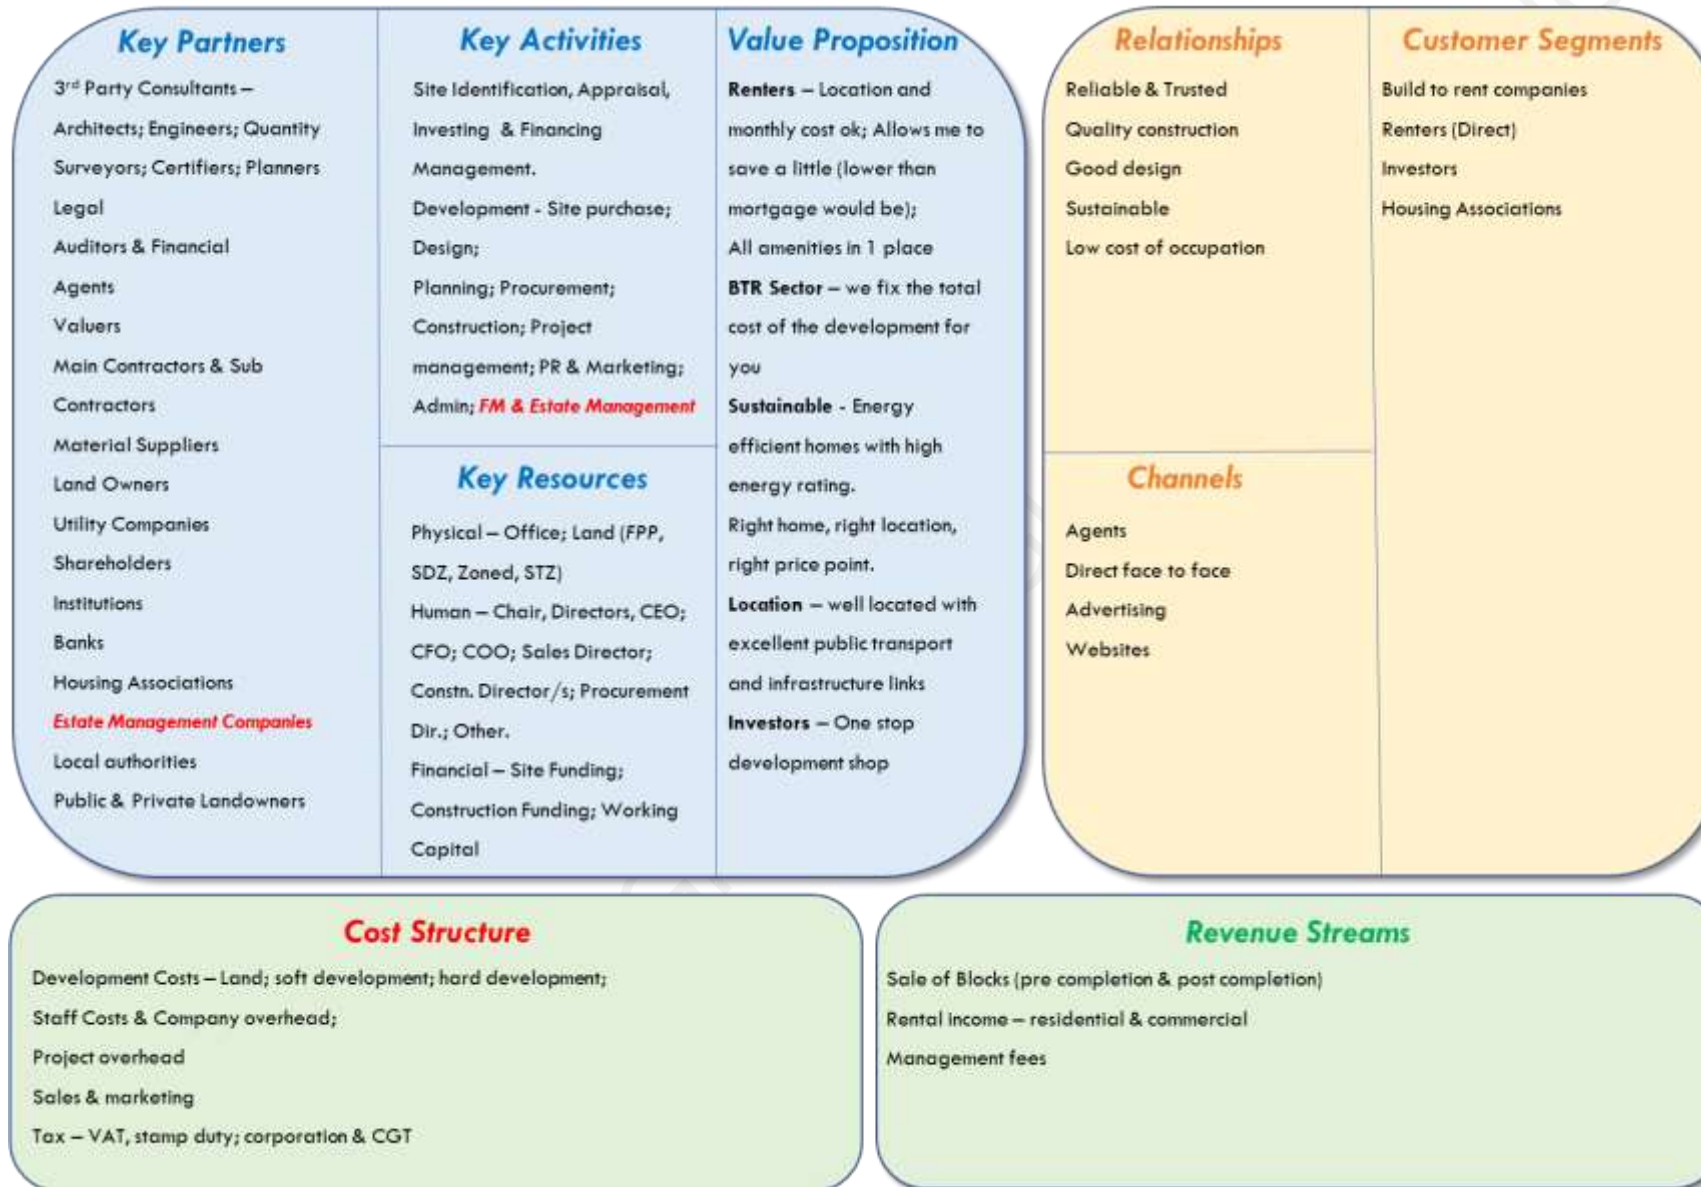 Key Partners
3rd Party Consultants –
Architects; Engineers; Quantity
Surveyors; Certifiers; Planners
Legal
Auditors & Financial
Agents
Valuers
Main Contractors & Sub
Contractors
Material Suppliers
Land Owners
Utility Companies
Shareholders
Institutions
Banks
Housing Associations
Estate Management Companies
Local authorities
Public & Private Landowners
Key Activities
Site Identification, Appraisal,
Investing & Financing
Management.
Development - Site purchase;
Design;
Planning; Procurement;
Construction; Project
management; PR & Marketing;
Admin; FM & Estate Management
Key Resources
Physical – Office; Land (FPP,
SDZ, Zoned, STZ)
Human – Chair, Directors, CEO;
CFO; COO; Sales Director;
Constn. Director/s; Procurement
Dir.; Other.
Financial – Site Funding;
Construction Funding; Working
Capital
Value Proposition
Renters – Location and
monthly cost ok; Allows me to
save a little (lower than
mortgage would be);
All amenities in 1 place
BTR Sector – we fix the total
cost of the development for
you
Sustainable - Energy
efficient homes with high
energy rating.
Right home, right location,
right price point.
Location – well located with
excellent public transport
and infrastructure links
Investors – One stop
development shop
Relationships
Reliable & Trusted
Quality construction
Good design
Sustainable
Low cost of occupation
Channels
Agents
Direct face to face
Advertising
Websites
Customer Segments
Build to rent companies
Renters (Direct)
Investors
Housing Associations
Cost Structure
Development Costs – Land; soft development; hard development;
Staff Costs & Company overhead;
Project overhead
Sales & marketing
Tax – VAT, stamp duty; corporation & CGT
Revenue Streams
Sale of Blocks (pre completion & post completion)
Rental income – residential & commercial
Management fees